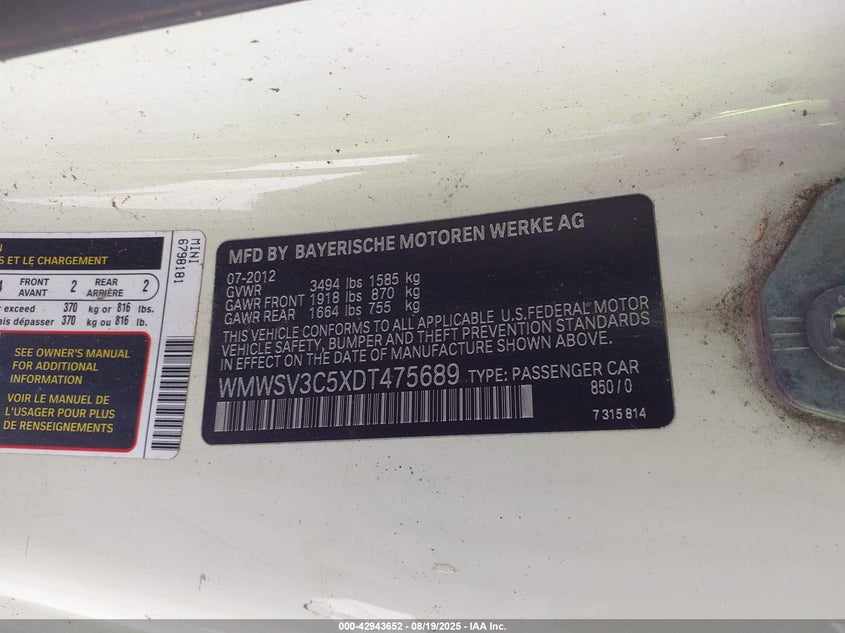 N
S ET LE CHARGEMENT
4 FRONT AVANT 2 REAR ARRIÈRE 2
er exceed 370 kg or 816 lbs.
ais dépasser 370 kg ou 816 lb.
SEE OWNER'S MANUAL
FOR ADDITIONAL
INFORMATION
VOIR LE MANUEL DE
L'USAGER POUR PLUS
DE RENSEIGNEMENTS
MINI
6798181
MFD BY BAYERISCHE MOTOREN WERKE AG
07-2012
GVWR 3494 lbs 1585 kg
GAWR FRONT 1918 lbs 870 kg
GAWR REAR 1664 lbs 755 kg
THIS VEHICLE CONFORMS TO ALL APPLICABLE U.S.FEDERAL MOTOR
VEHICLE SAFETY, BUMPER AND THEFT PREVENTION STANDARDS
IN EFFECT ON THE DATE OF MANUFACTURE SHOWN ABOVE.
WMWSV3C5XDT475689 TYPE: PASSENGER CAR
850/0
7 315 814
000-42943652 - 08/19/2025 - IAA Inc.